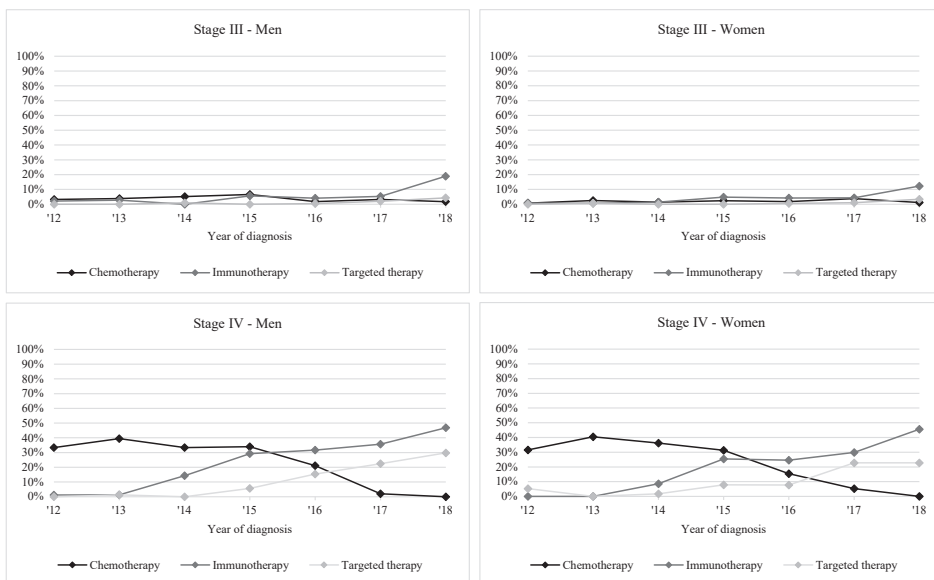 Stage III - Men
100%
90%
80%
70%
60%
50%
40%
30%
20%
10%
0%
'12 '13 '14 '15 '16 '17 '18
Year of diagnosis
Chemotherapy Immunotherapy Targeted therapy
Stage III - Women
100%
90%
80%
70%
60%
50%
40%
30%
20%
10%
0%
'12 '13 '14 '15 '16 '17 '18
Year of diagnosis
Chemotherapy Immunotherapy Targeted therapy
Stage IV - Men
100%
90%
80%
70%
60%
50%
40%
30%
20%
10%
0%
'12 '13 '14 '15 '16 '17 '18
Year of diagnosis
Chemotherapy Immunotherapy Targeted therapy
Stage IV - Women
100%
90%
80%
70%
60%
50%
40%
30%
20%
10%
0%
'12 '13 '14 '15 '16 '17 '18
Year of diagnosis
Chemotherapy Immunotherapy Targeted therapy